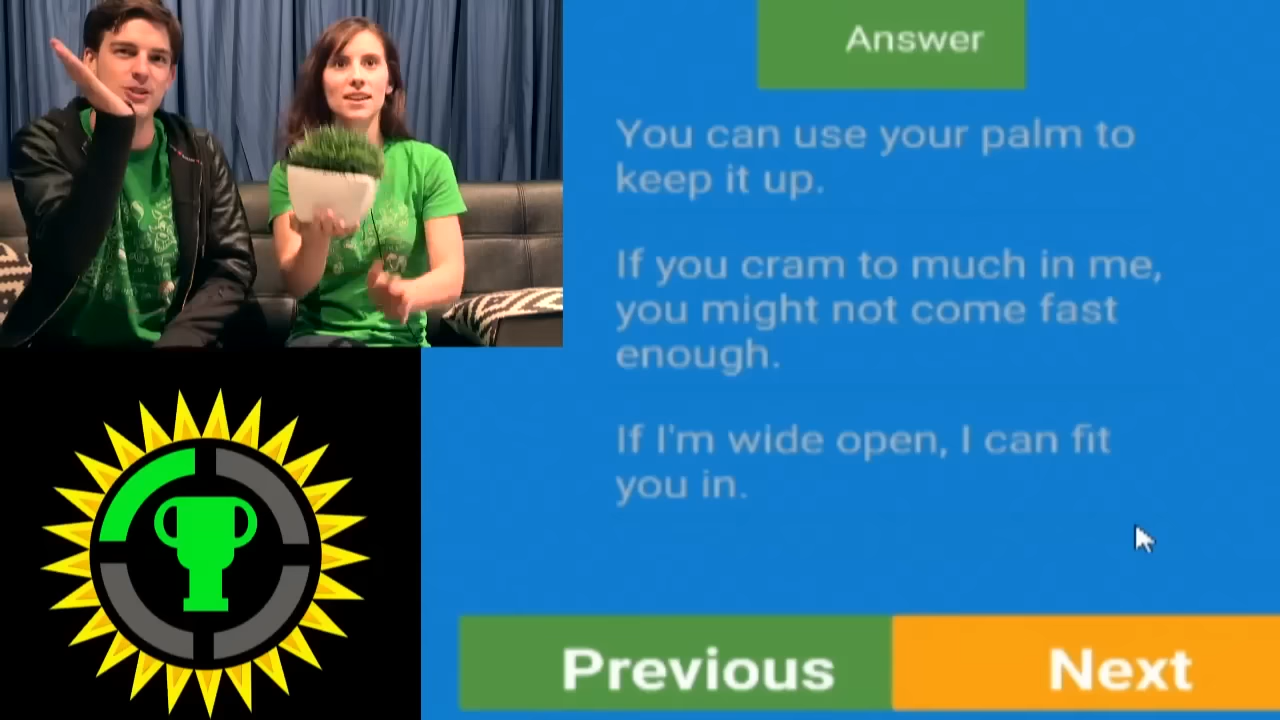 Answer
You can use your palm to
keep it up.
If you cram to much in me,
you might not come fast
enough.
If I'm wide open, I can fit
you in.
Previous
Next